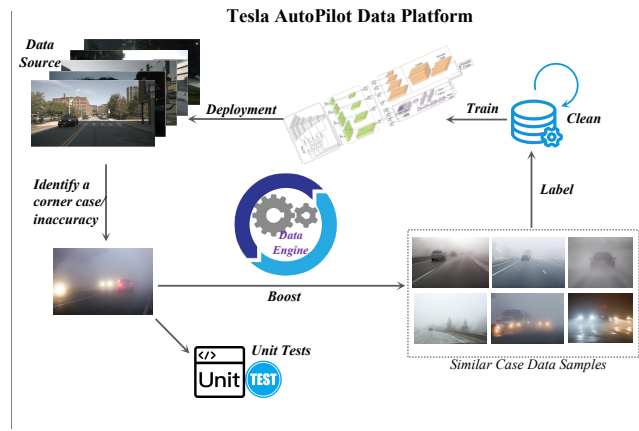 Tesla AutoPilot Data Platform
Data
Source
Deployment
Train
Clean
Identify a
corner case/
inaccuracy
Label
Data
Engine
Boost
</>
Unit
TEST
Unit Tests
Similar Case Data Samples